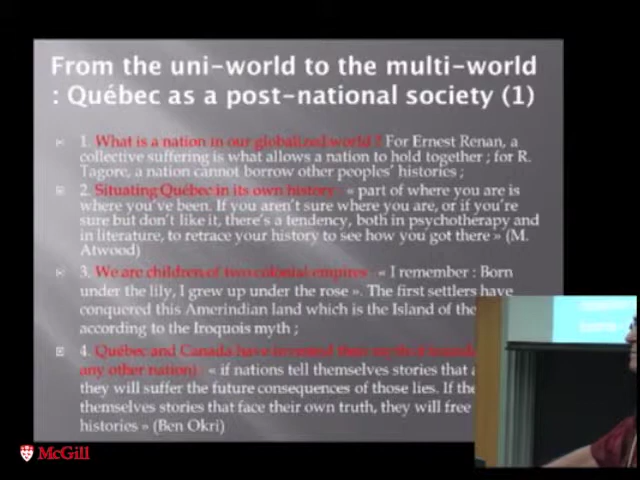 From the uni-world to the multi-world
: Québec as a post-national society (1)
1. What is a nation in our globalized world ? For Ernest Renan, a
collective suffering is what allows a nation to hold together ; for R.
Tagore, a nation cannot borrow other peoples' histories ;
2. Situating Québec in its own history : « part of where you are is
where you've been. If you aren't sure where you are, or if you're
sure but don't like it, there's a tendency, both in psychotherapy and
in literature, to retrace your history to see how you got there » (M.
Atwood)
3. We are children of two colonial empires : « I remember : Born
under the lily, I grew up under the rose ». The first settlers have
conquered this Amerindian land which is the Island of the
according to the Iroquois myth ;
4. Québec and Canada have invented their myth of
any other nation) : « if nations tell themselves stories that
they will suffer the future consequences of those lies. If the
themselves stories that face their own truth, they will free
histories » (Ben Okri)
McGill